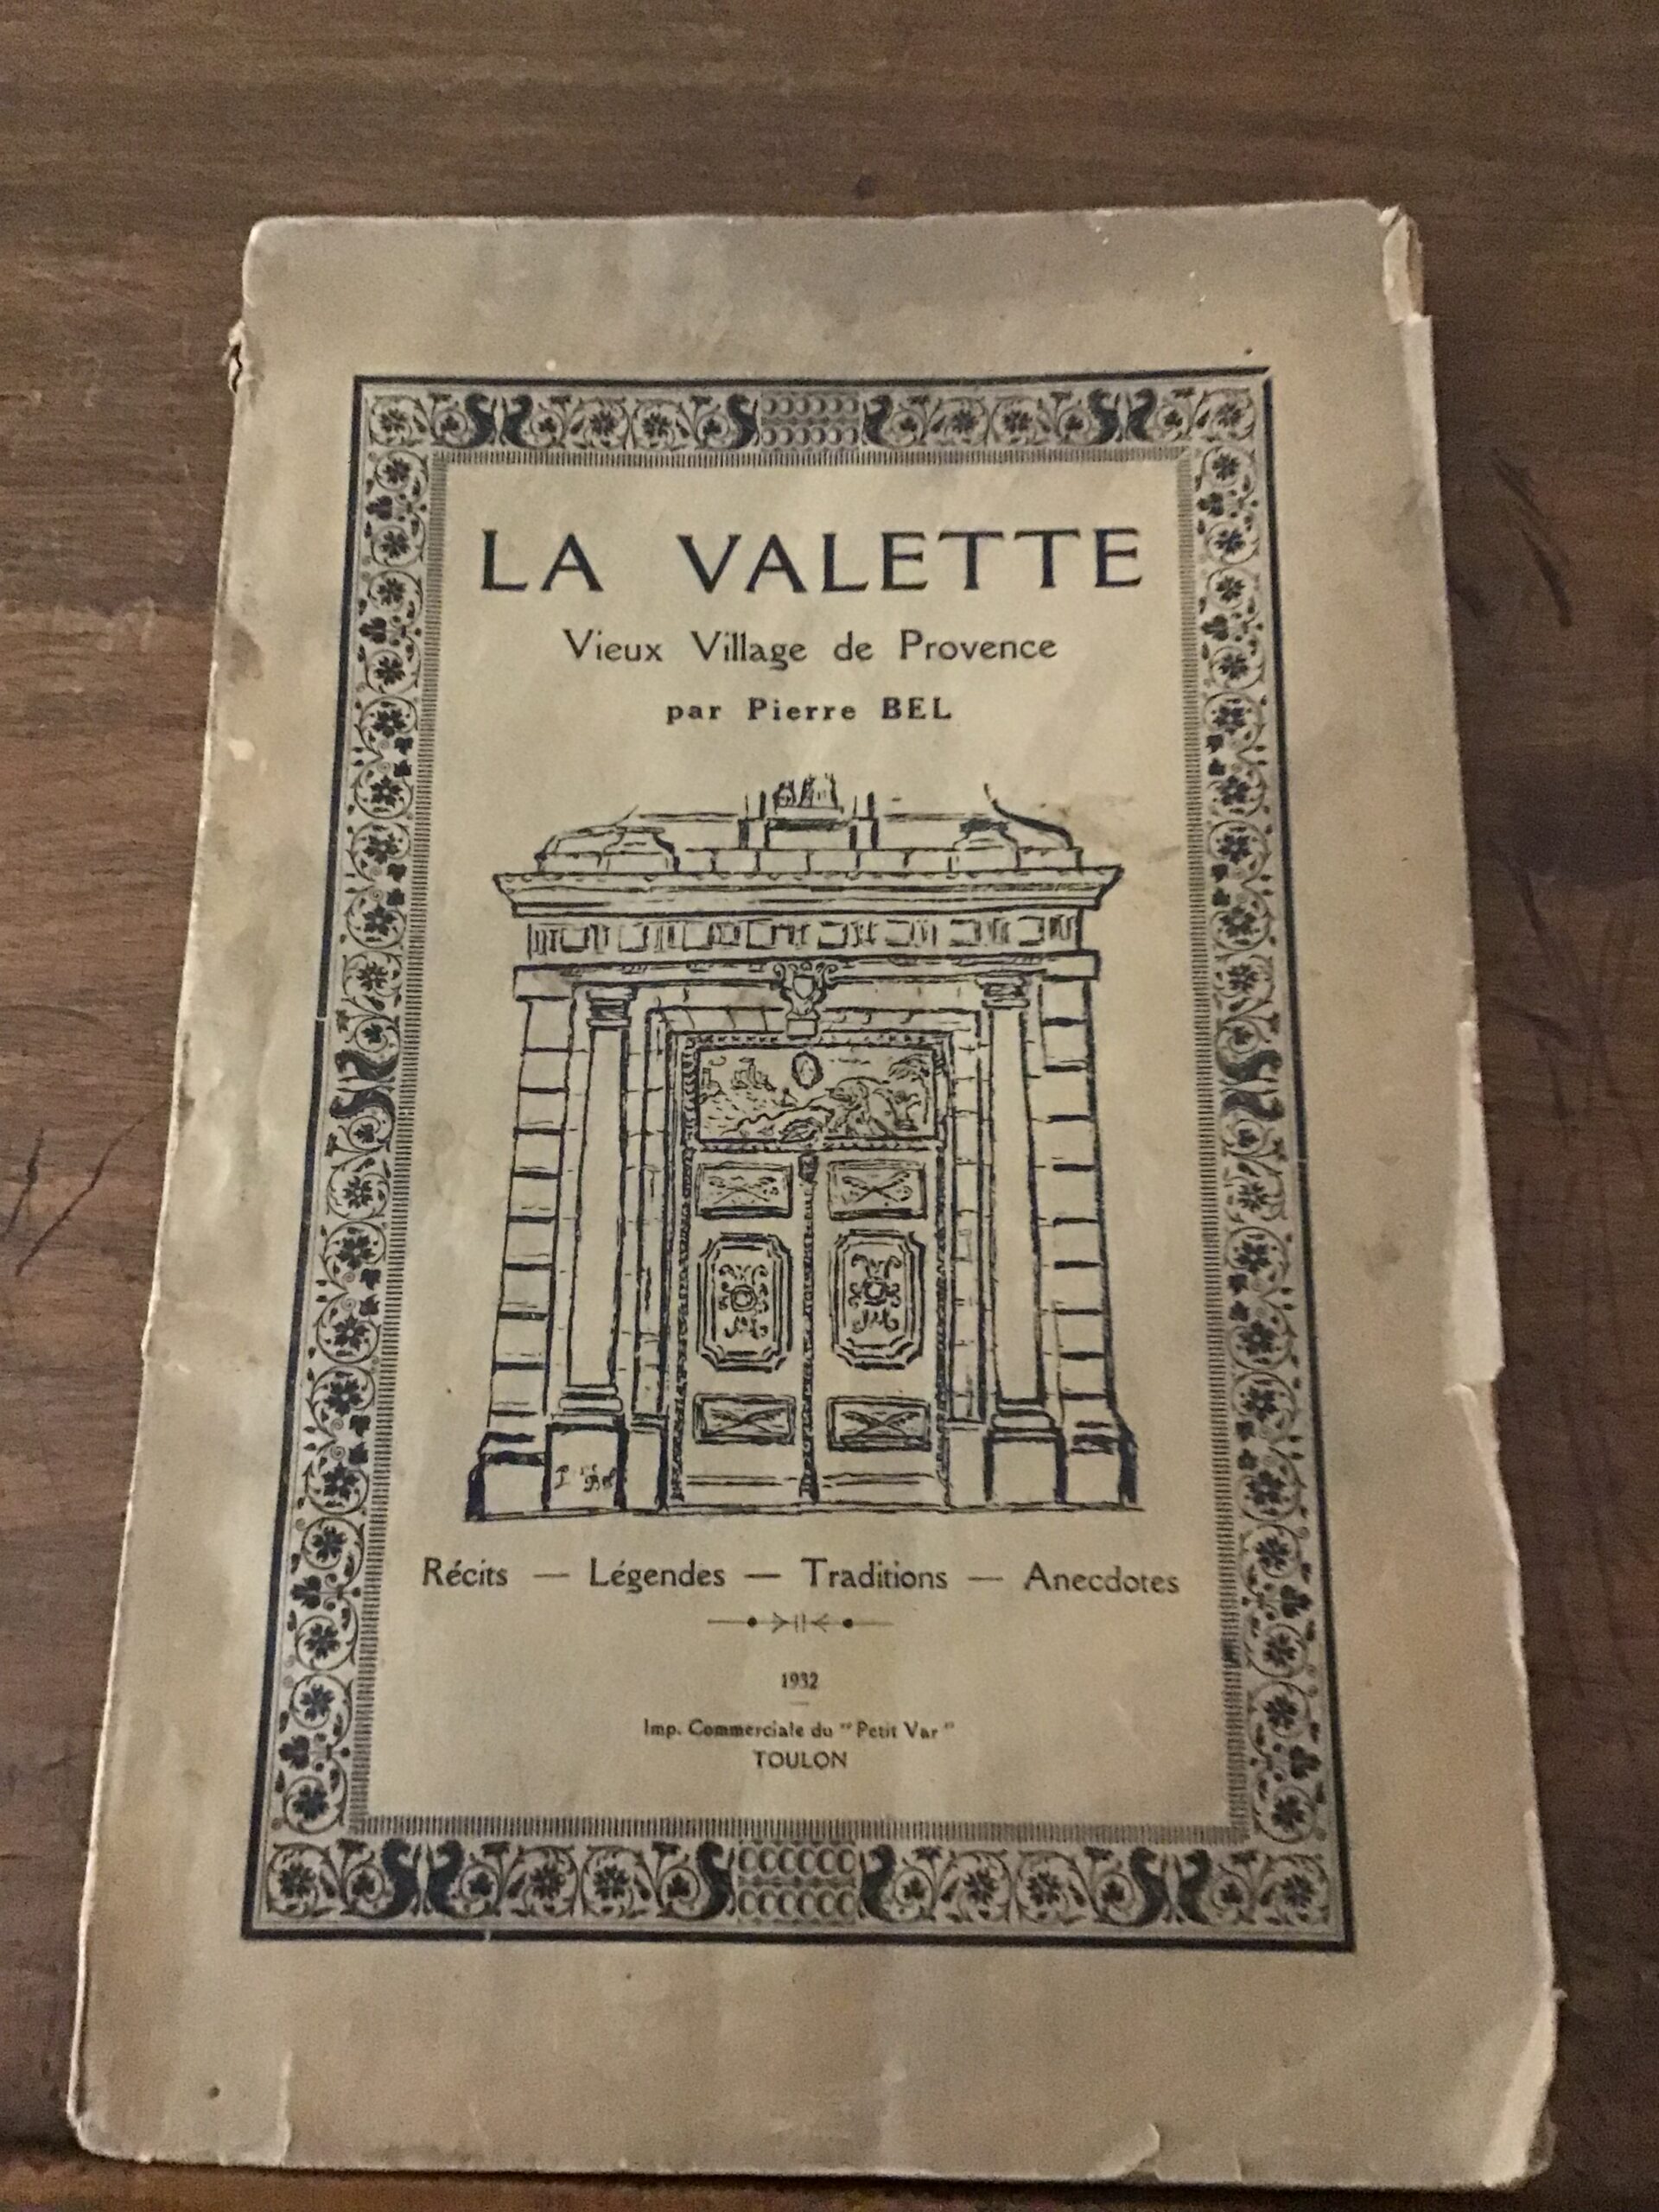 LA VALETTE
Vieux Village de Provence
par Pierre BEL
P. Bel
Récits — Légendes — Traditions — Anecdotes
1932
Imp. Commerciale du "Petit Var"
TOULON